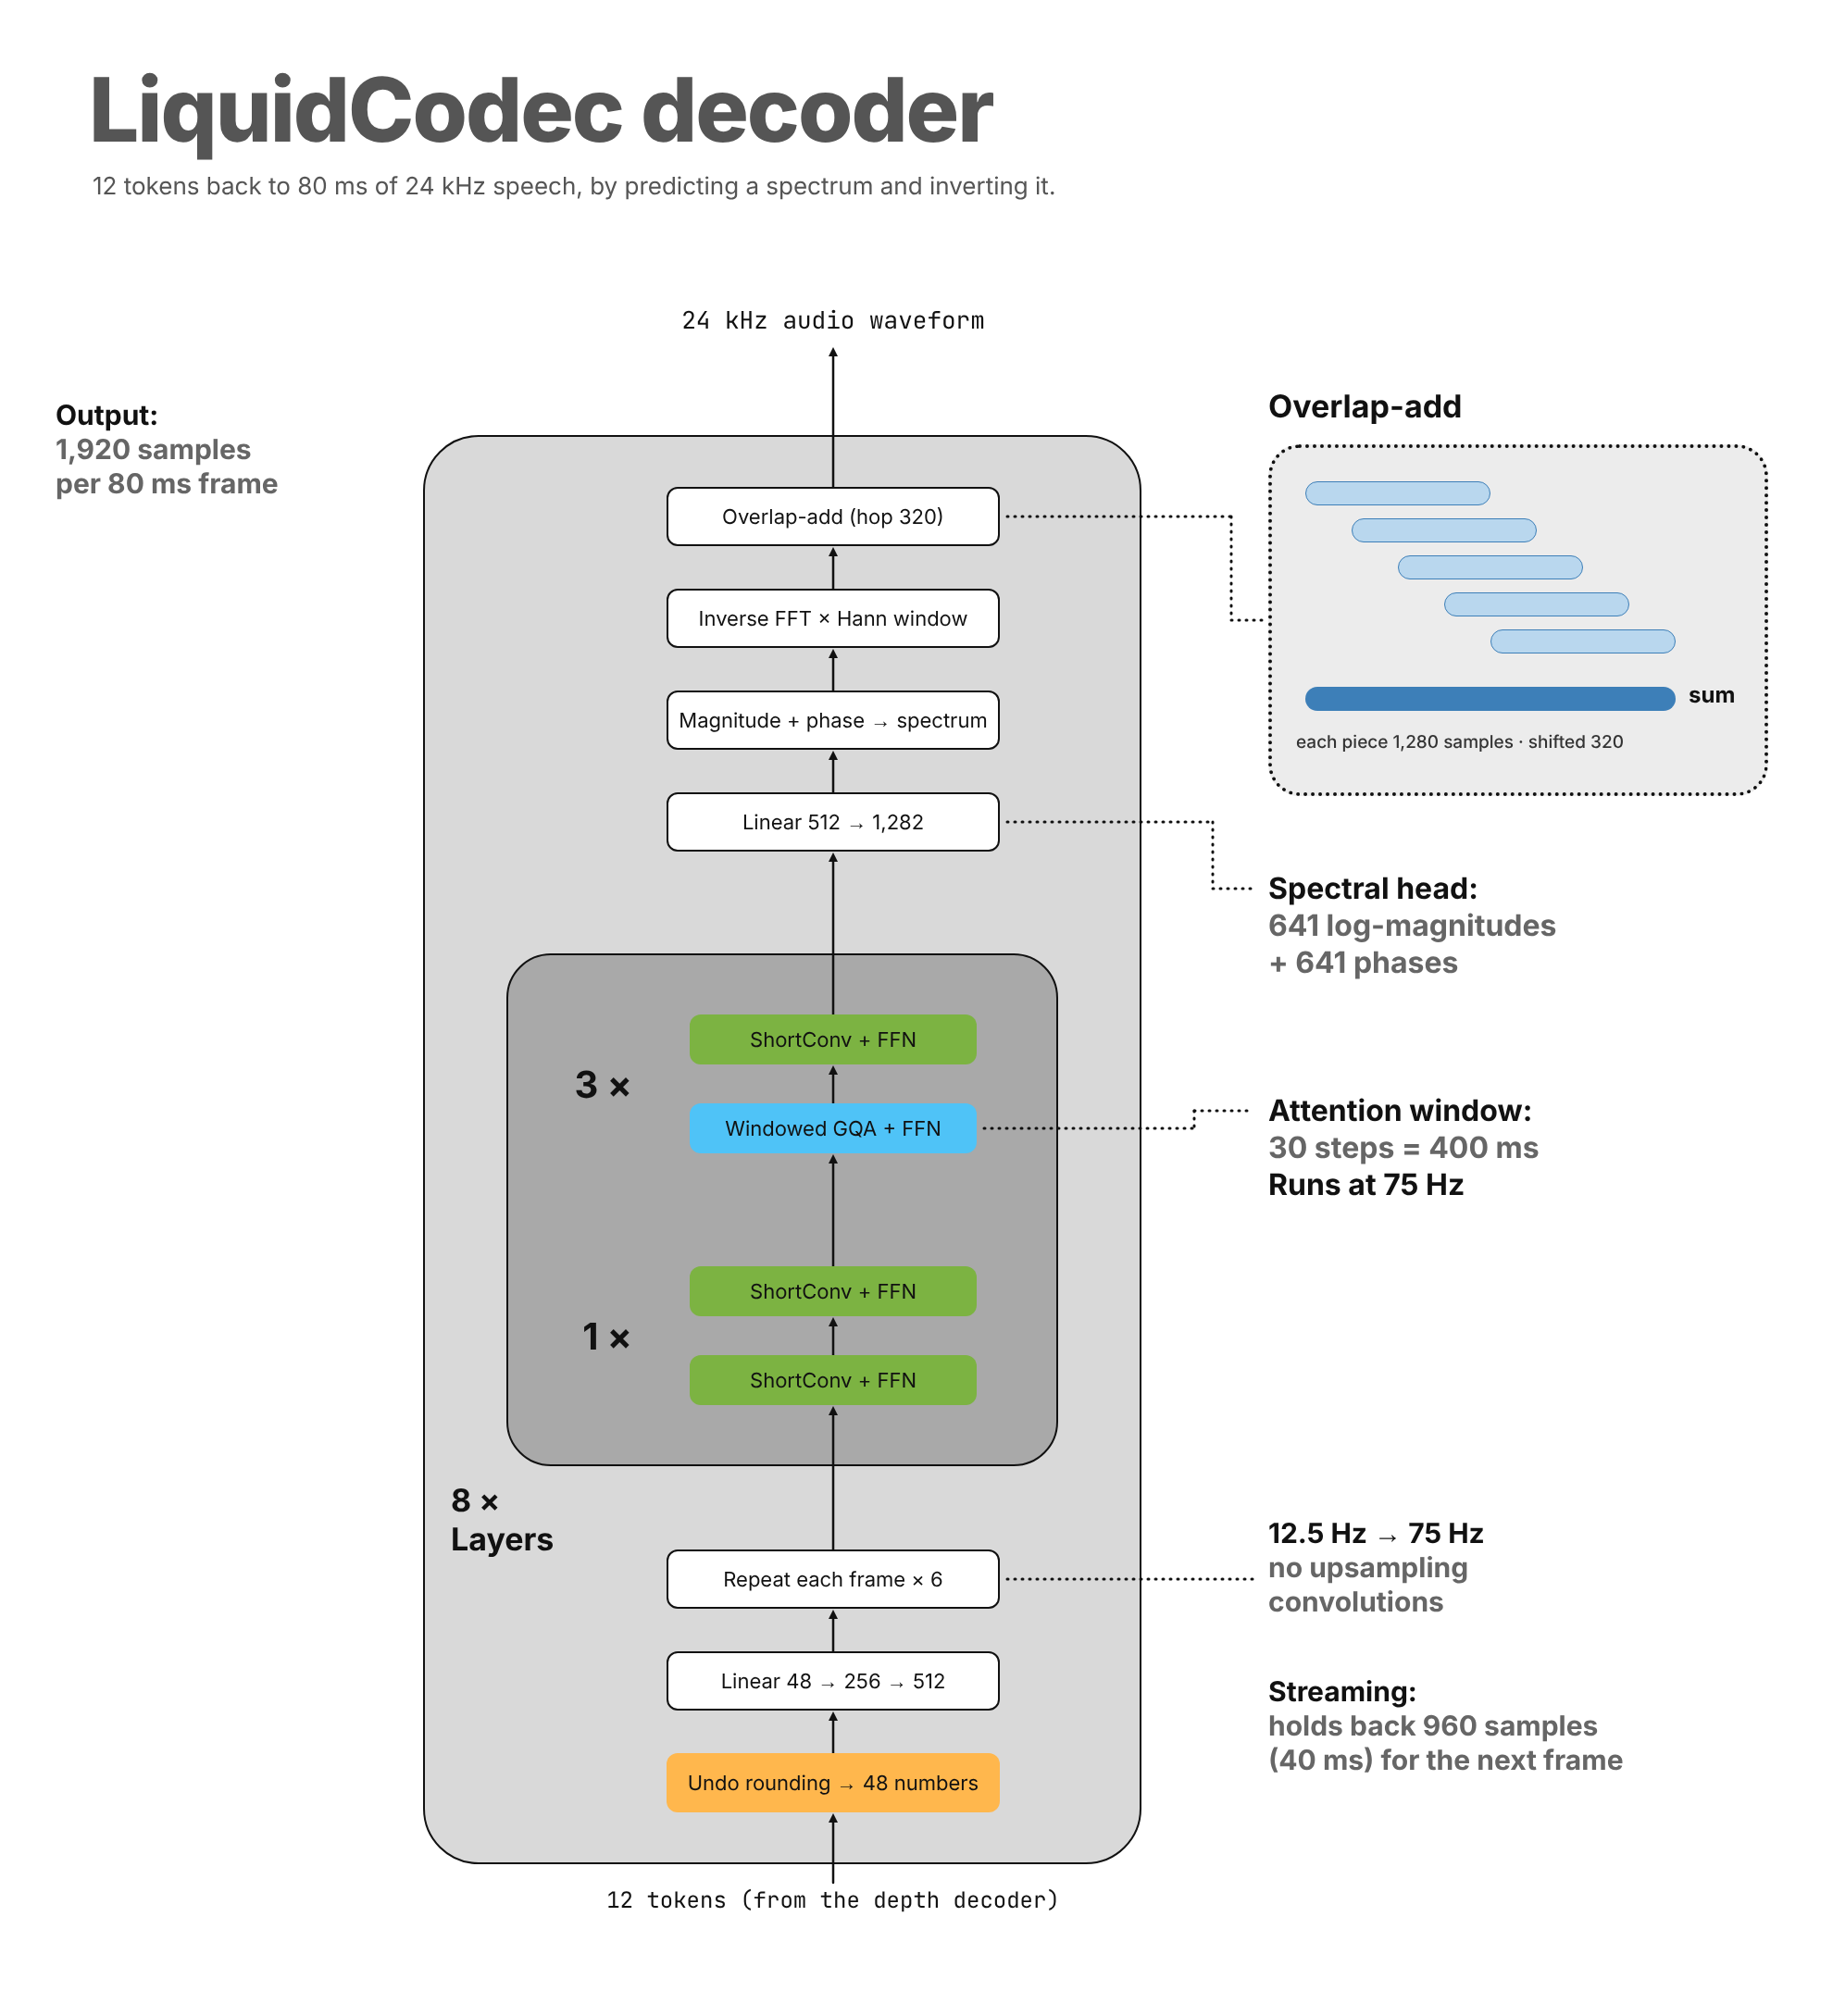 LiquidCodec decoder
12 tokens back to 80 ms of 24 kHz speech, by predicting a spectrum and inverting it.
24 kHz audio waveform
Output:
1,920 samples
per 80 ms frame
Overlap-add (hop 320)
Inverse FFT × Hann window
Magnitude + phase → spectrum
Linear 512 → 1,282
Overlap-add
sum
each piece 1,280 samples · shifted 320
Spectral head:
641 log-magnitudes
+ 641 phases
3 ×
ShortConv + FFN
Windowed GQA + FFN
Attention window:
30 steps = 400 ms
Runs at 75 Hz
1 ×
ShortConv + FFN
ShortConv + FFN
8 ×
Layers
Repeat each frame × 6
12.5 Hz → 75 Hz
no upsampling
convolutions
Linear 48 → 256 → 512
Undo rounding → 48 numbers
Streaming:
holds back 960 samples
(40 ms) for the next frame
12 tokens (from the depth decoder)